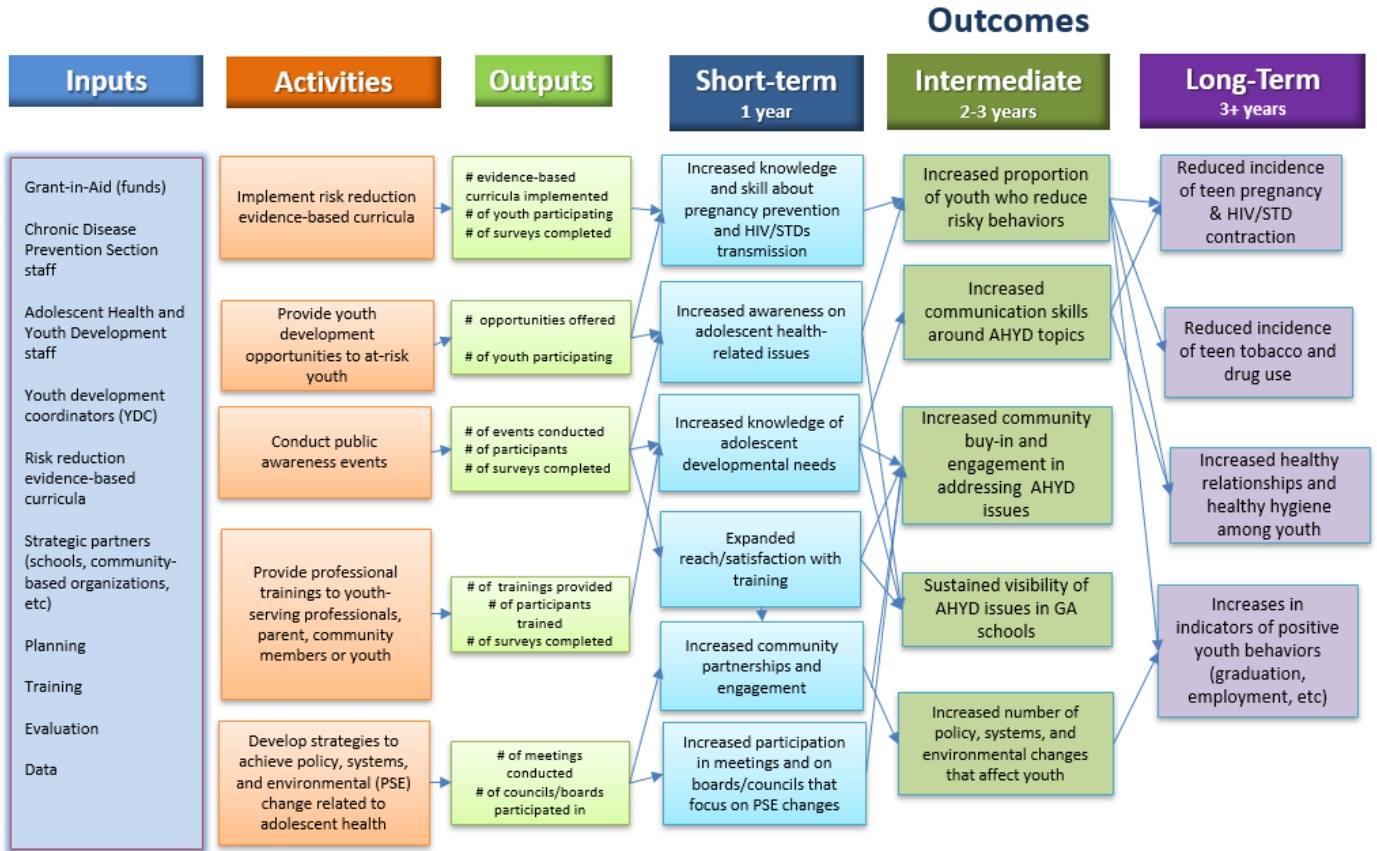 Outcomes
Inputs
Activities
Outputs
Short-term
1 year
Intermediate
2-3 years
Long-Term
3+ years
Grant-in-Aid (funds)
Chronic Disease
Prevention Section
staff
Adolescent Health and
Youth Development
staff
Youth development
coordinators (YDC)
Risk reduction
evidence-based
curricula
Strategic partners
(schools, community-
based organizations,
etc)
Planning
Training
Evaluation
Data
Implement risk reduction
evidence-based curricula
Provide youth
development
opportunities to at-risk
youth
Conduct public
awareness events
Provide professional
trainings to youth-
serving professionals,
parent, community
members or youth
Develop strategies to
achieve policy, systems,
and environmental (PSE)
change related to
adolescent health
# evidence-based
curricula implemented
# of youth participating
# of surveys completed
# opportunities offered
# of youth participating
# of events conducted
# of participants
# of surveys completed
# of trainings provided
# of participants
trained
# of surveys completed
# of meetings
conducted
# of councils/boards
participated in
Increased knowledge
and skill about
pregnancy prevention
and HIV/STDs
transmission
Increased awareness on
adolescent health-
related issues
Increased knowledge of
adolescent
developmental needs
Expanded
reach/satisfaction with
training
Increased community
partnerships and
engagement
Increased participation
in meetings and on
boards/councils that
focus on PSE changes
Increased proportion
of youth who reduce
risky behaviors
Increased
communication skills
around AHYD topics
Increased community
buy-in and
engagement in
addressing AHYD
issues
Sustained visibility of
AHYD issues in GA
schools
Increased number of
policy, systems, and
environmental changes
that affect youth
Reduced incidence
of teen pregnancy
& HIV/STD
contraction
Reduced incidence
of teen tobacco and
drug use
Increased healthy
relationships and
healthy hygiene
among youth
Increases in
indicators of positive
youth behaviors
(graduation,
employment, etc)